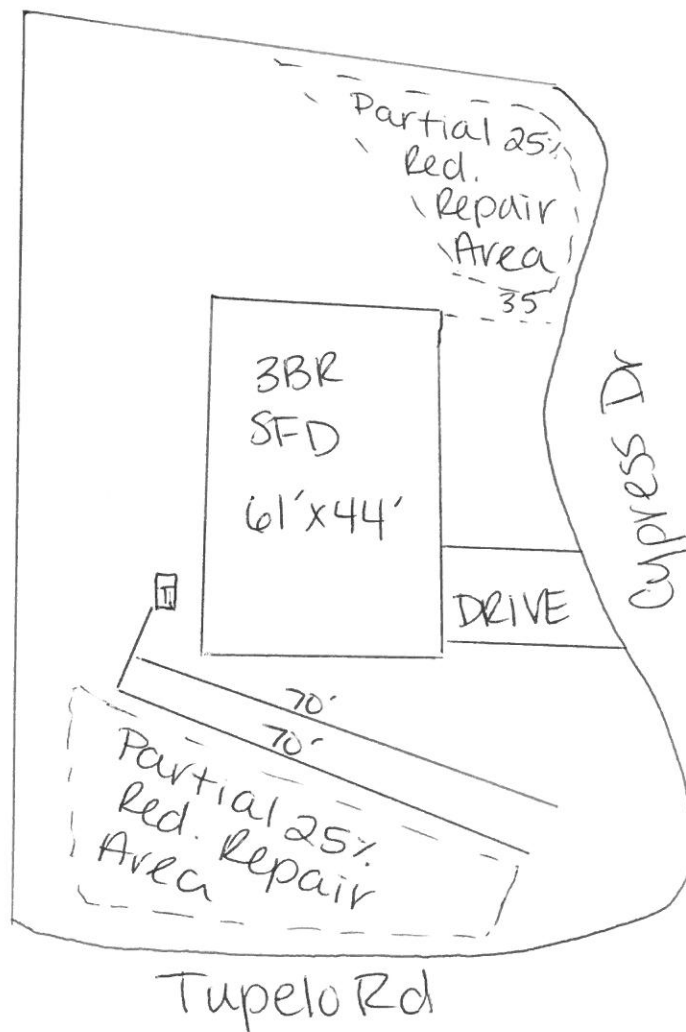 Partial 25%
Red.
Repair
Area
35
3BR
SFD
61'x44'
Cypress Dr
DRIVE
70'
70'
Partial 25%
Red. Repair
Area
Tupelo Rd